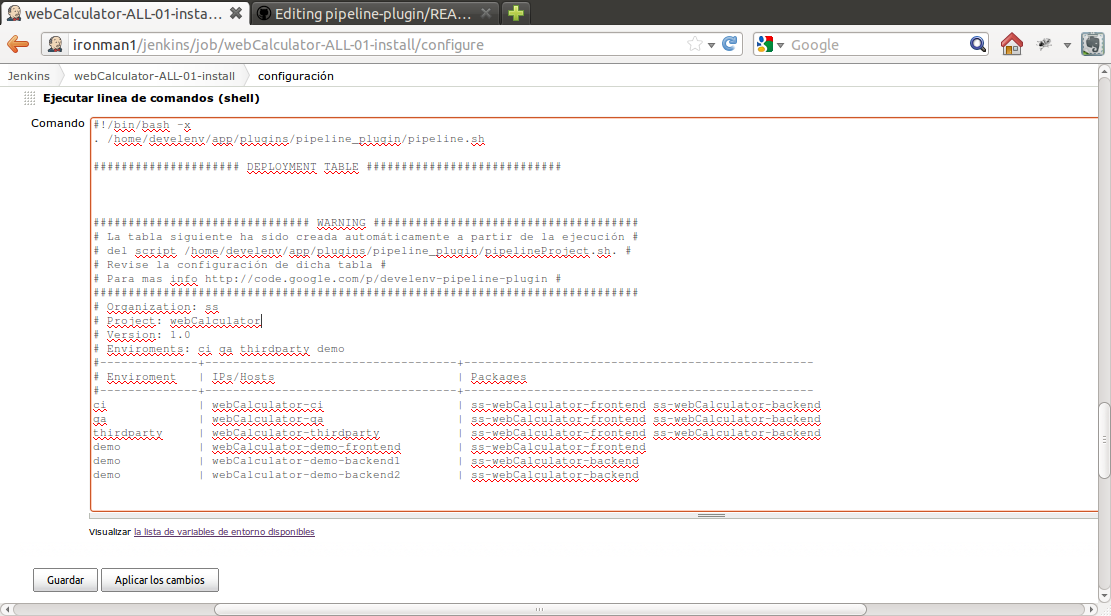 webCalculator-ALL-01-insta...
Editing pipeline-plugin/REA...
ironman1/jenkins/job/webCalculator-ALL-01-install/configure
Google
Jenkins webCalculator-ALL-01-install configuración
Ejecutar linea de comandos (shell)
Comando
#!/bin/bash -x
. /home/develenv/app/plugins/pipeline_plugin/pipeline.sh
##################### DEPLOYMENT TABLE ############################
############################### WARNING ######################################
# La tabla siguiente ha sido creada automáticamente a partir de la ejecución #
# del script /home/develenv/app/plugins/pipeline_plugin/pipelineProject.sh. #
# Revise la configuración de dicha tabla #
# Para mas info http://code.google.com/p/develenv-pipeline-plugin #
##############################################################################
# Organization: ss
# Project: webCalculator
# Version: 1.0
# Enviroments: ci qa thirdparty demo
#--------------+------------------------------------+--------------------------------------------------
# Enviroment | IPs/Hosts | Packages
#--------------+------------------------------------+--------------------------------------------------
ci | webCalculator-ci | ss-webCalculator-frontend ss-webCalculator-backend
qa | webCalculator-qa | ss-webCalculator-frontend ss-webCalculator-backend
thirdparty | webCalculator-thirdparty | ss-webCalculator-frontend ss-webCalculator-backend
demo | webCalculator-demo-frontend | ss-webCalculator-frontend
demo | webCalculator-demo-backend1 | ss-webCalculator-backend
demo | webCalculator-demo-backend2 | ss-webCalculator-backend
Visualizar la lista de variables de entorno disponibles
Guardar
Aplicar los cambios